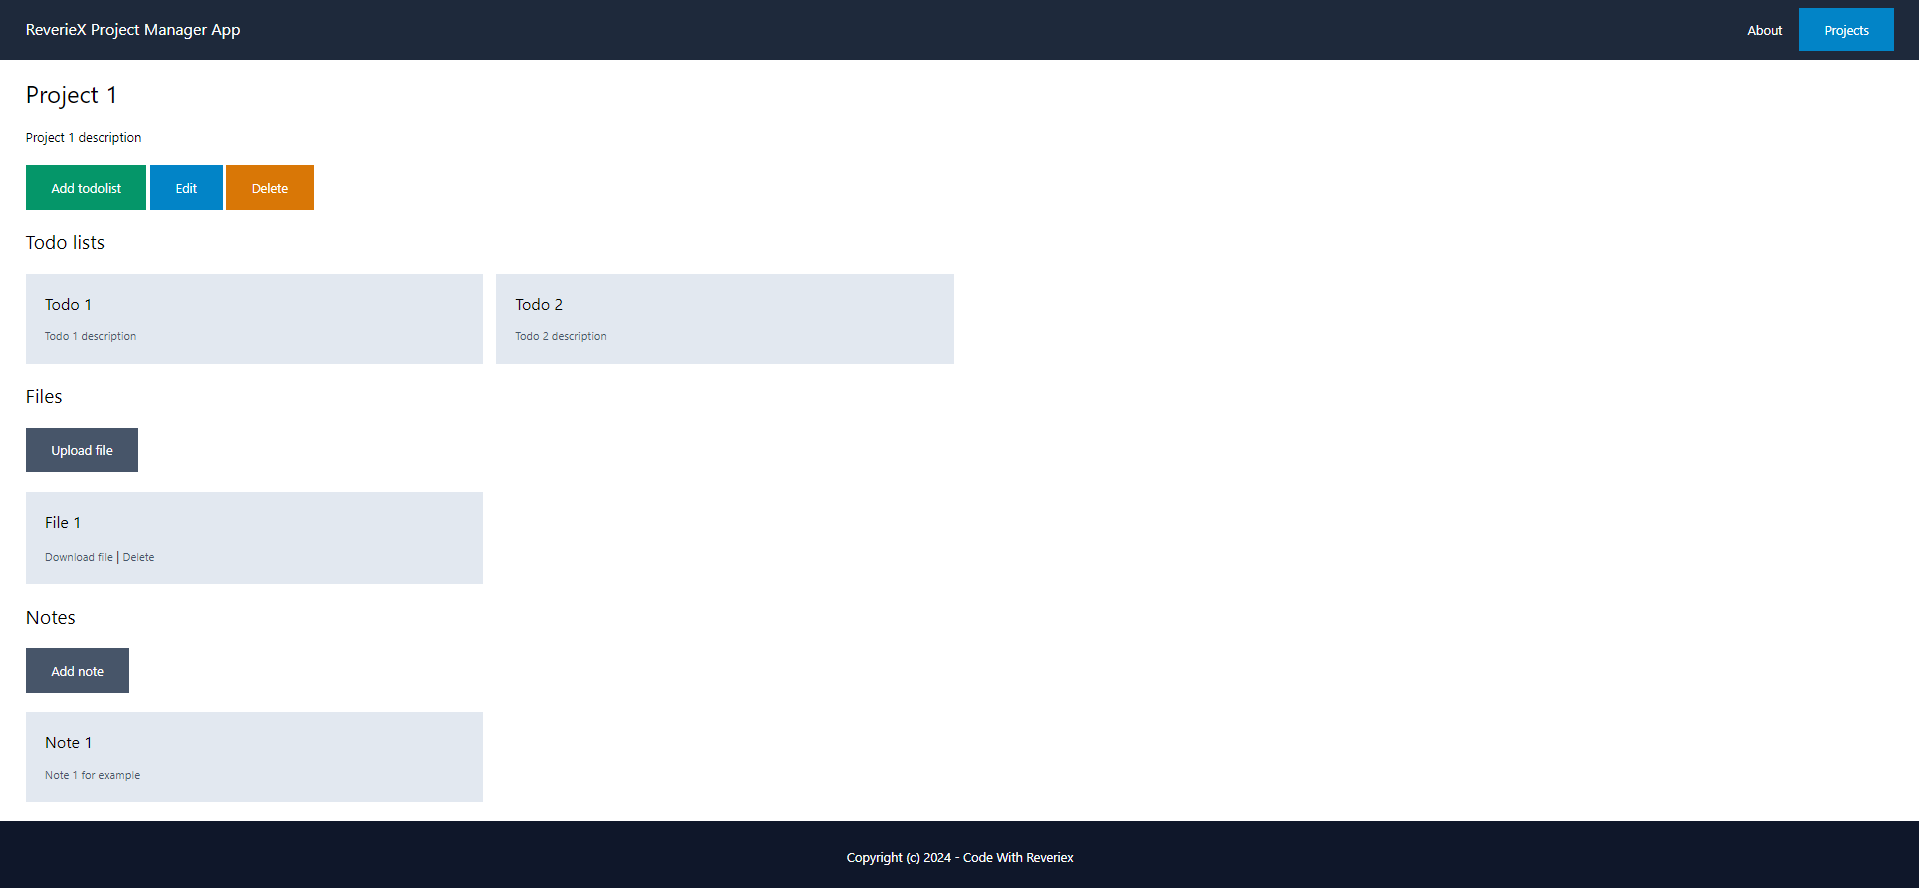 ReverieX Project Manager App
About
Projects
Project 1
Project 1 description
Add todolist
Edit
Delete
Todo lists
Todo 1
Todo 1 description
Todo 2
Todo 2 description
Files
Upload file
File 1
Download file | Delete
Notes
Add note
Note 1
Note 1 for example
Copyright (c) 2024 - Code With Reveriex